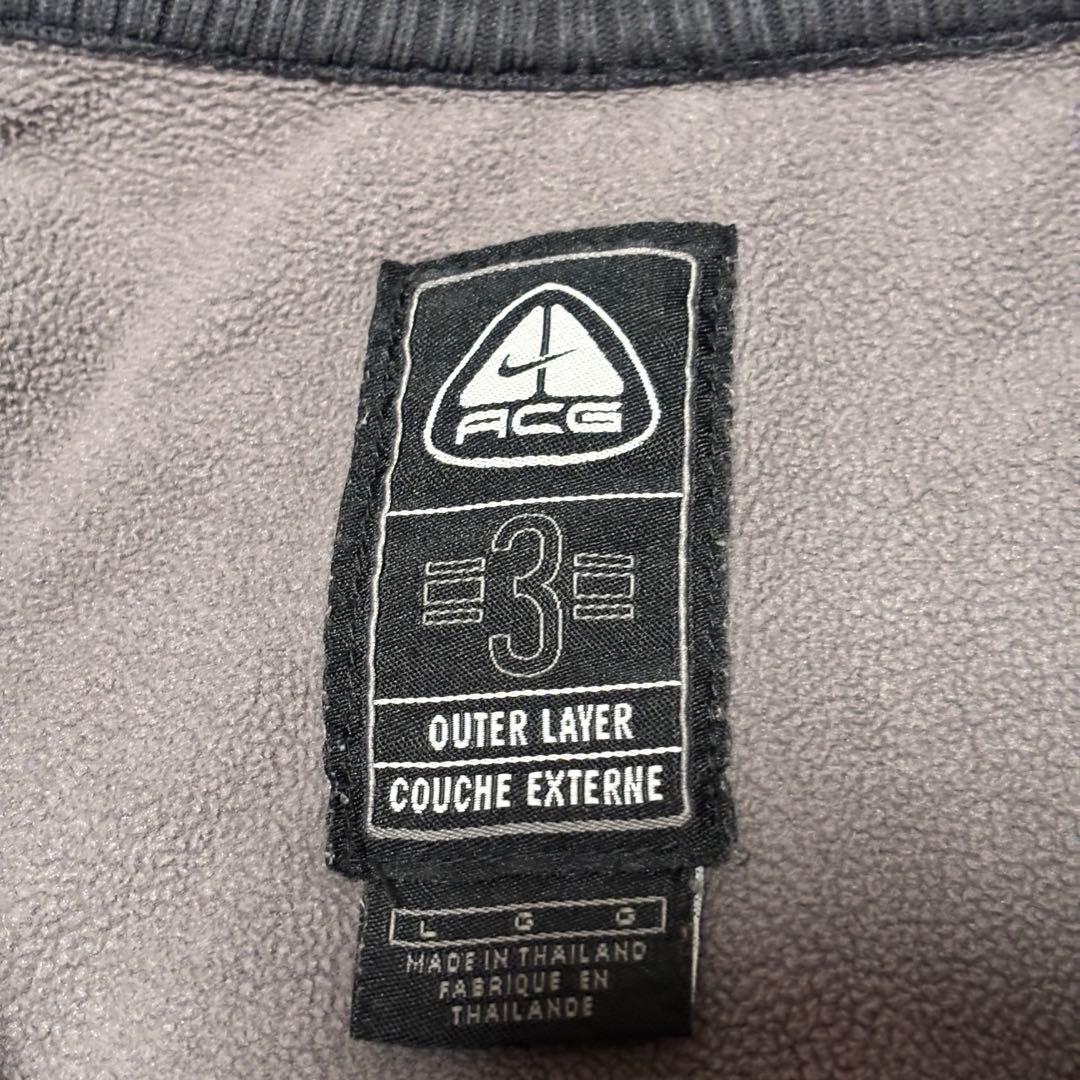 ACG
3
OUTER LAYER
COUCHE EXTERNE
L G G
MADE IN THAILAND
FABRIQUE EN
THAILANDE